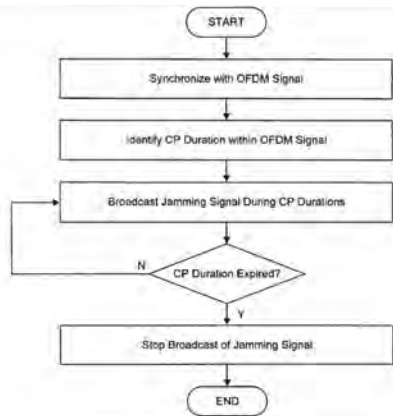 START
Synchronize with OFDM Signal
Identify CP Duration within OFDM Signal
Broadcast Jamming Signal During CP Durations
N
CP Duration Expired?
Y
Stop Broadcast of Jamming Signal
END